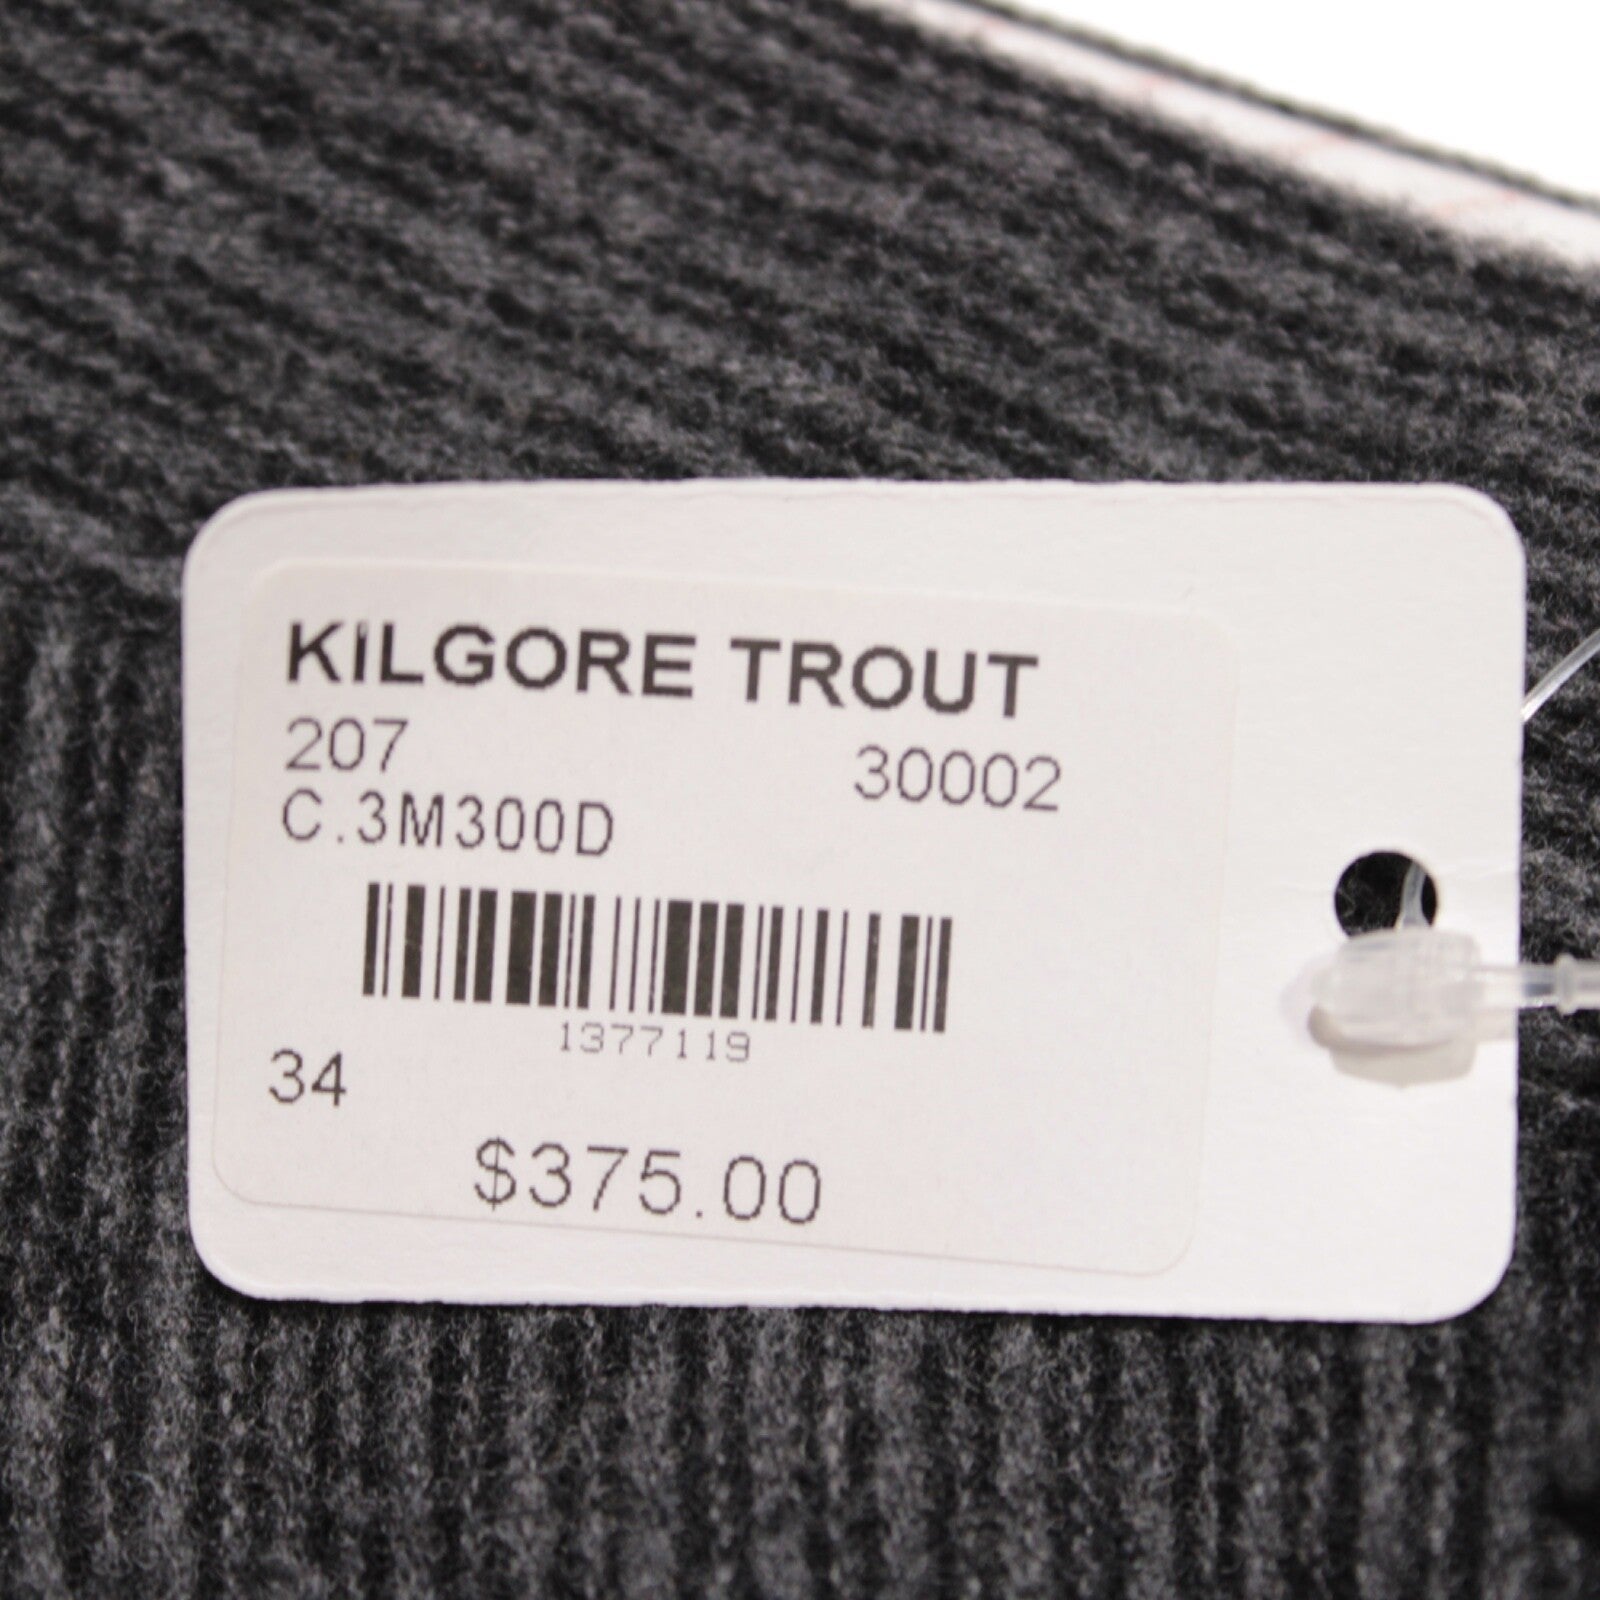 KILGORE TROUT
207 30002
C.3M300D
1377119
34
$375.00